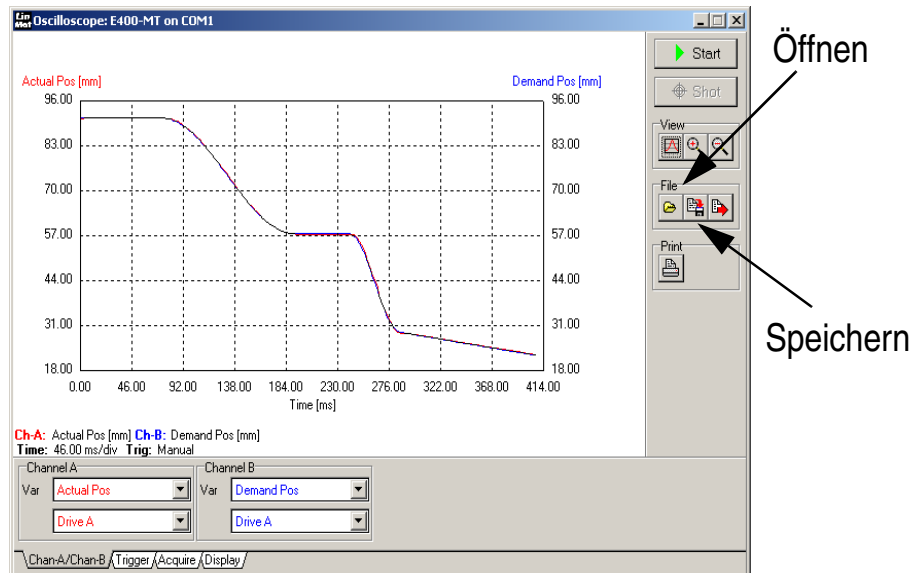 Lin Mot Oscilloscope: E400-MT on COM1
Start
Öffnen
Shot
View
File
Print
Speichern
Actual Pos [mm] Demand Pos [mm]
96.00 96.00
83.00 83.00
70.00 70.00
57.00 57.00
44.00 44.00
31.00 31.00
18.00 18.00
0.00 46.00 92.00 138.00 184.00 230.00 276.00 322.00 368.00 414.00
Time [ms]
Ch-A: Actual Pos [mm] Ch-B: Demand Pos [mm]
Time: 46.00 ms/div Trig: Manual
Channel A Channel B
Var Actual Pos Var Demand Pos
Drive A Drive A
Chan-A/Chan-B Trigger Acquire Display